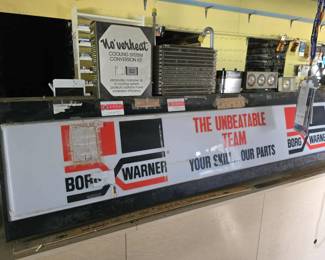 No'verheat
COOLING SYSTEM
CONVERSION KIT
BORG WARNER
THE UNBEATABLE
TEAM
YOUR SKILL... OUR PARTS
BORG WARNER